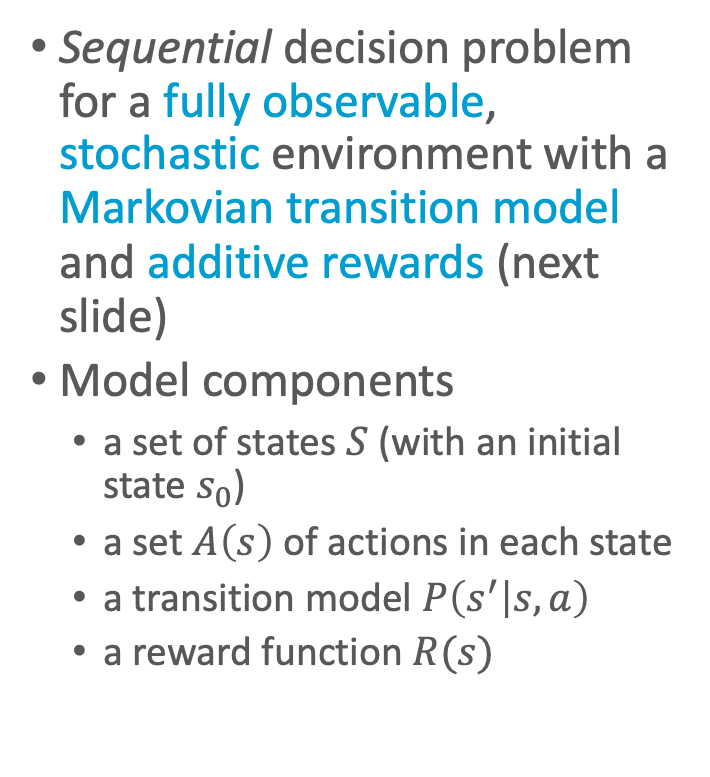 • Sequential decision problem
for a fully observable,
stochastic environment with a
Markovian transition model
and additive rewards (next
slide)
• Model components
• a set of states S (with an initial
state s₀)
• a set A(s) of actions in each state
• a transition model P(s′|s, a)
• a reward function R(s)